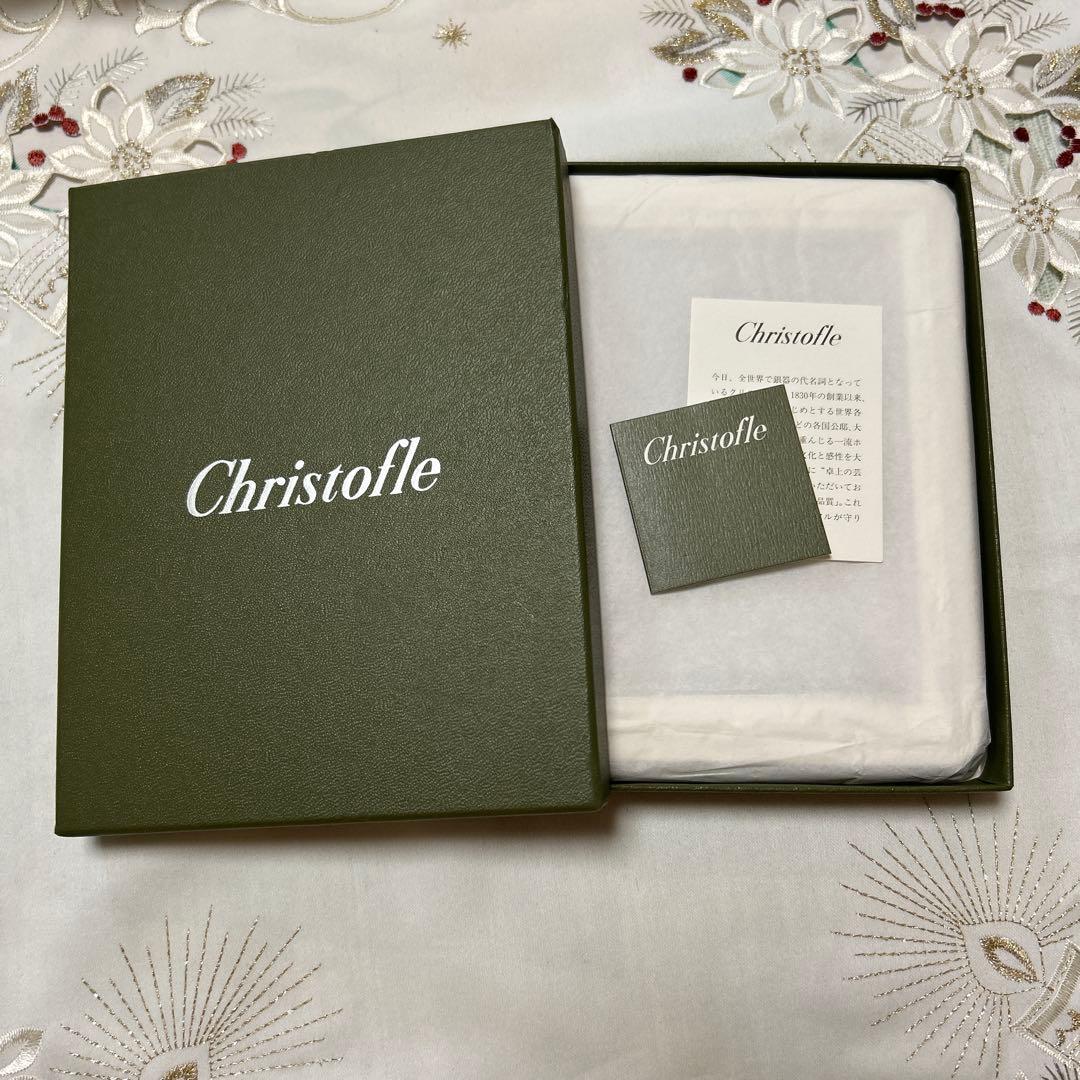 Christofle
Christofle
今日、全世界で銀器の代名詞となって
いるクリ 1830年の創業以来、
じめとする世界各
どの各国公邸、大
重んじる一流ホ
文化と感性を大
に“卓上の芸
いただいてお
品質」。これ
ルが守り
Christofle